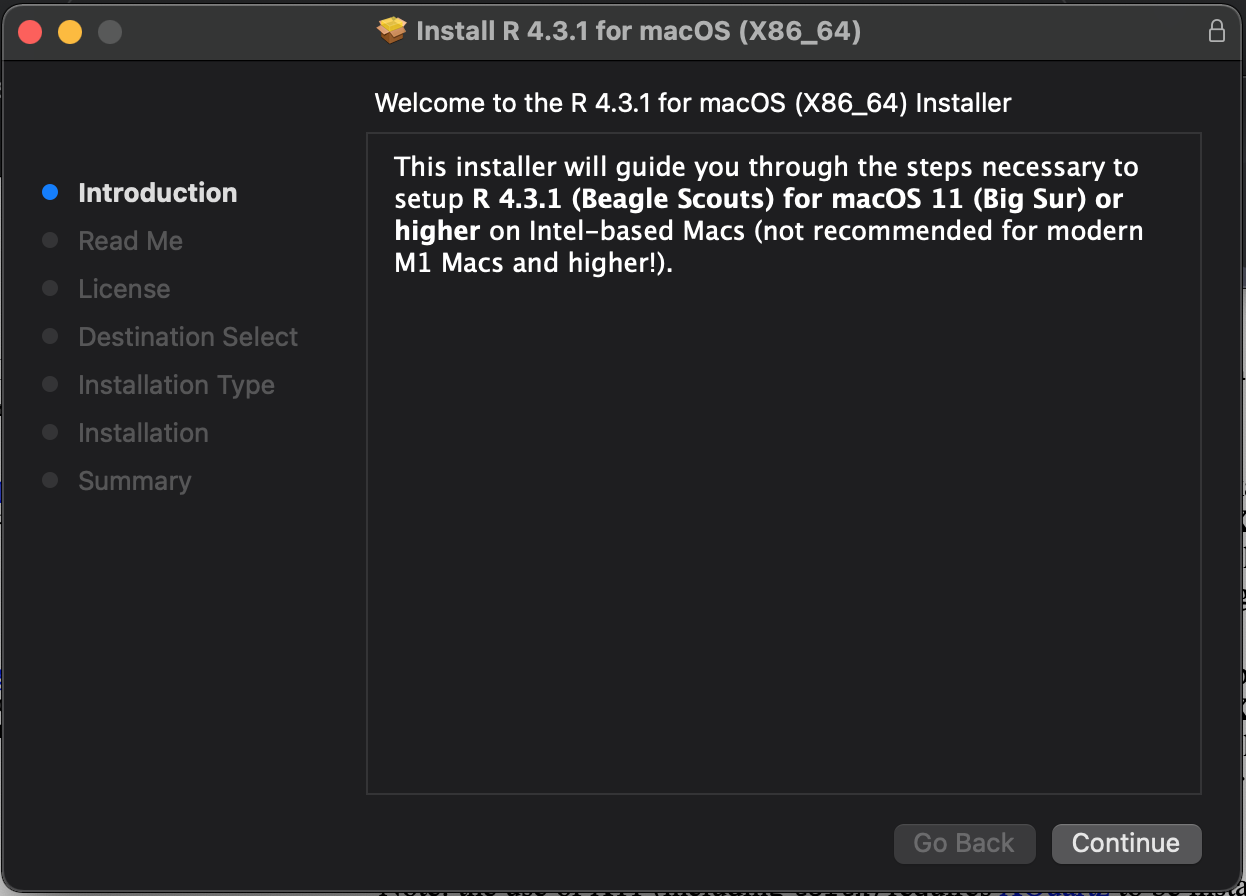 Install R 4.3.1 for macOS (X86_64)
Welcome to the R 4.3.1 for macOS (X86_64) Installer
Introduction
Read Me
License
Destination Select
Installation Type
Installation
Summary
This installer will guide you through the steps necessary to
setup R 4.3.1 (Beagle Scouts) for macOS 11 (Big Sur) or
higher on Intel-based Macs (not recommended for modern
M1 Macs and higher!).
Go Back
Continue